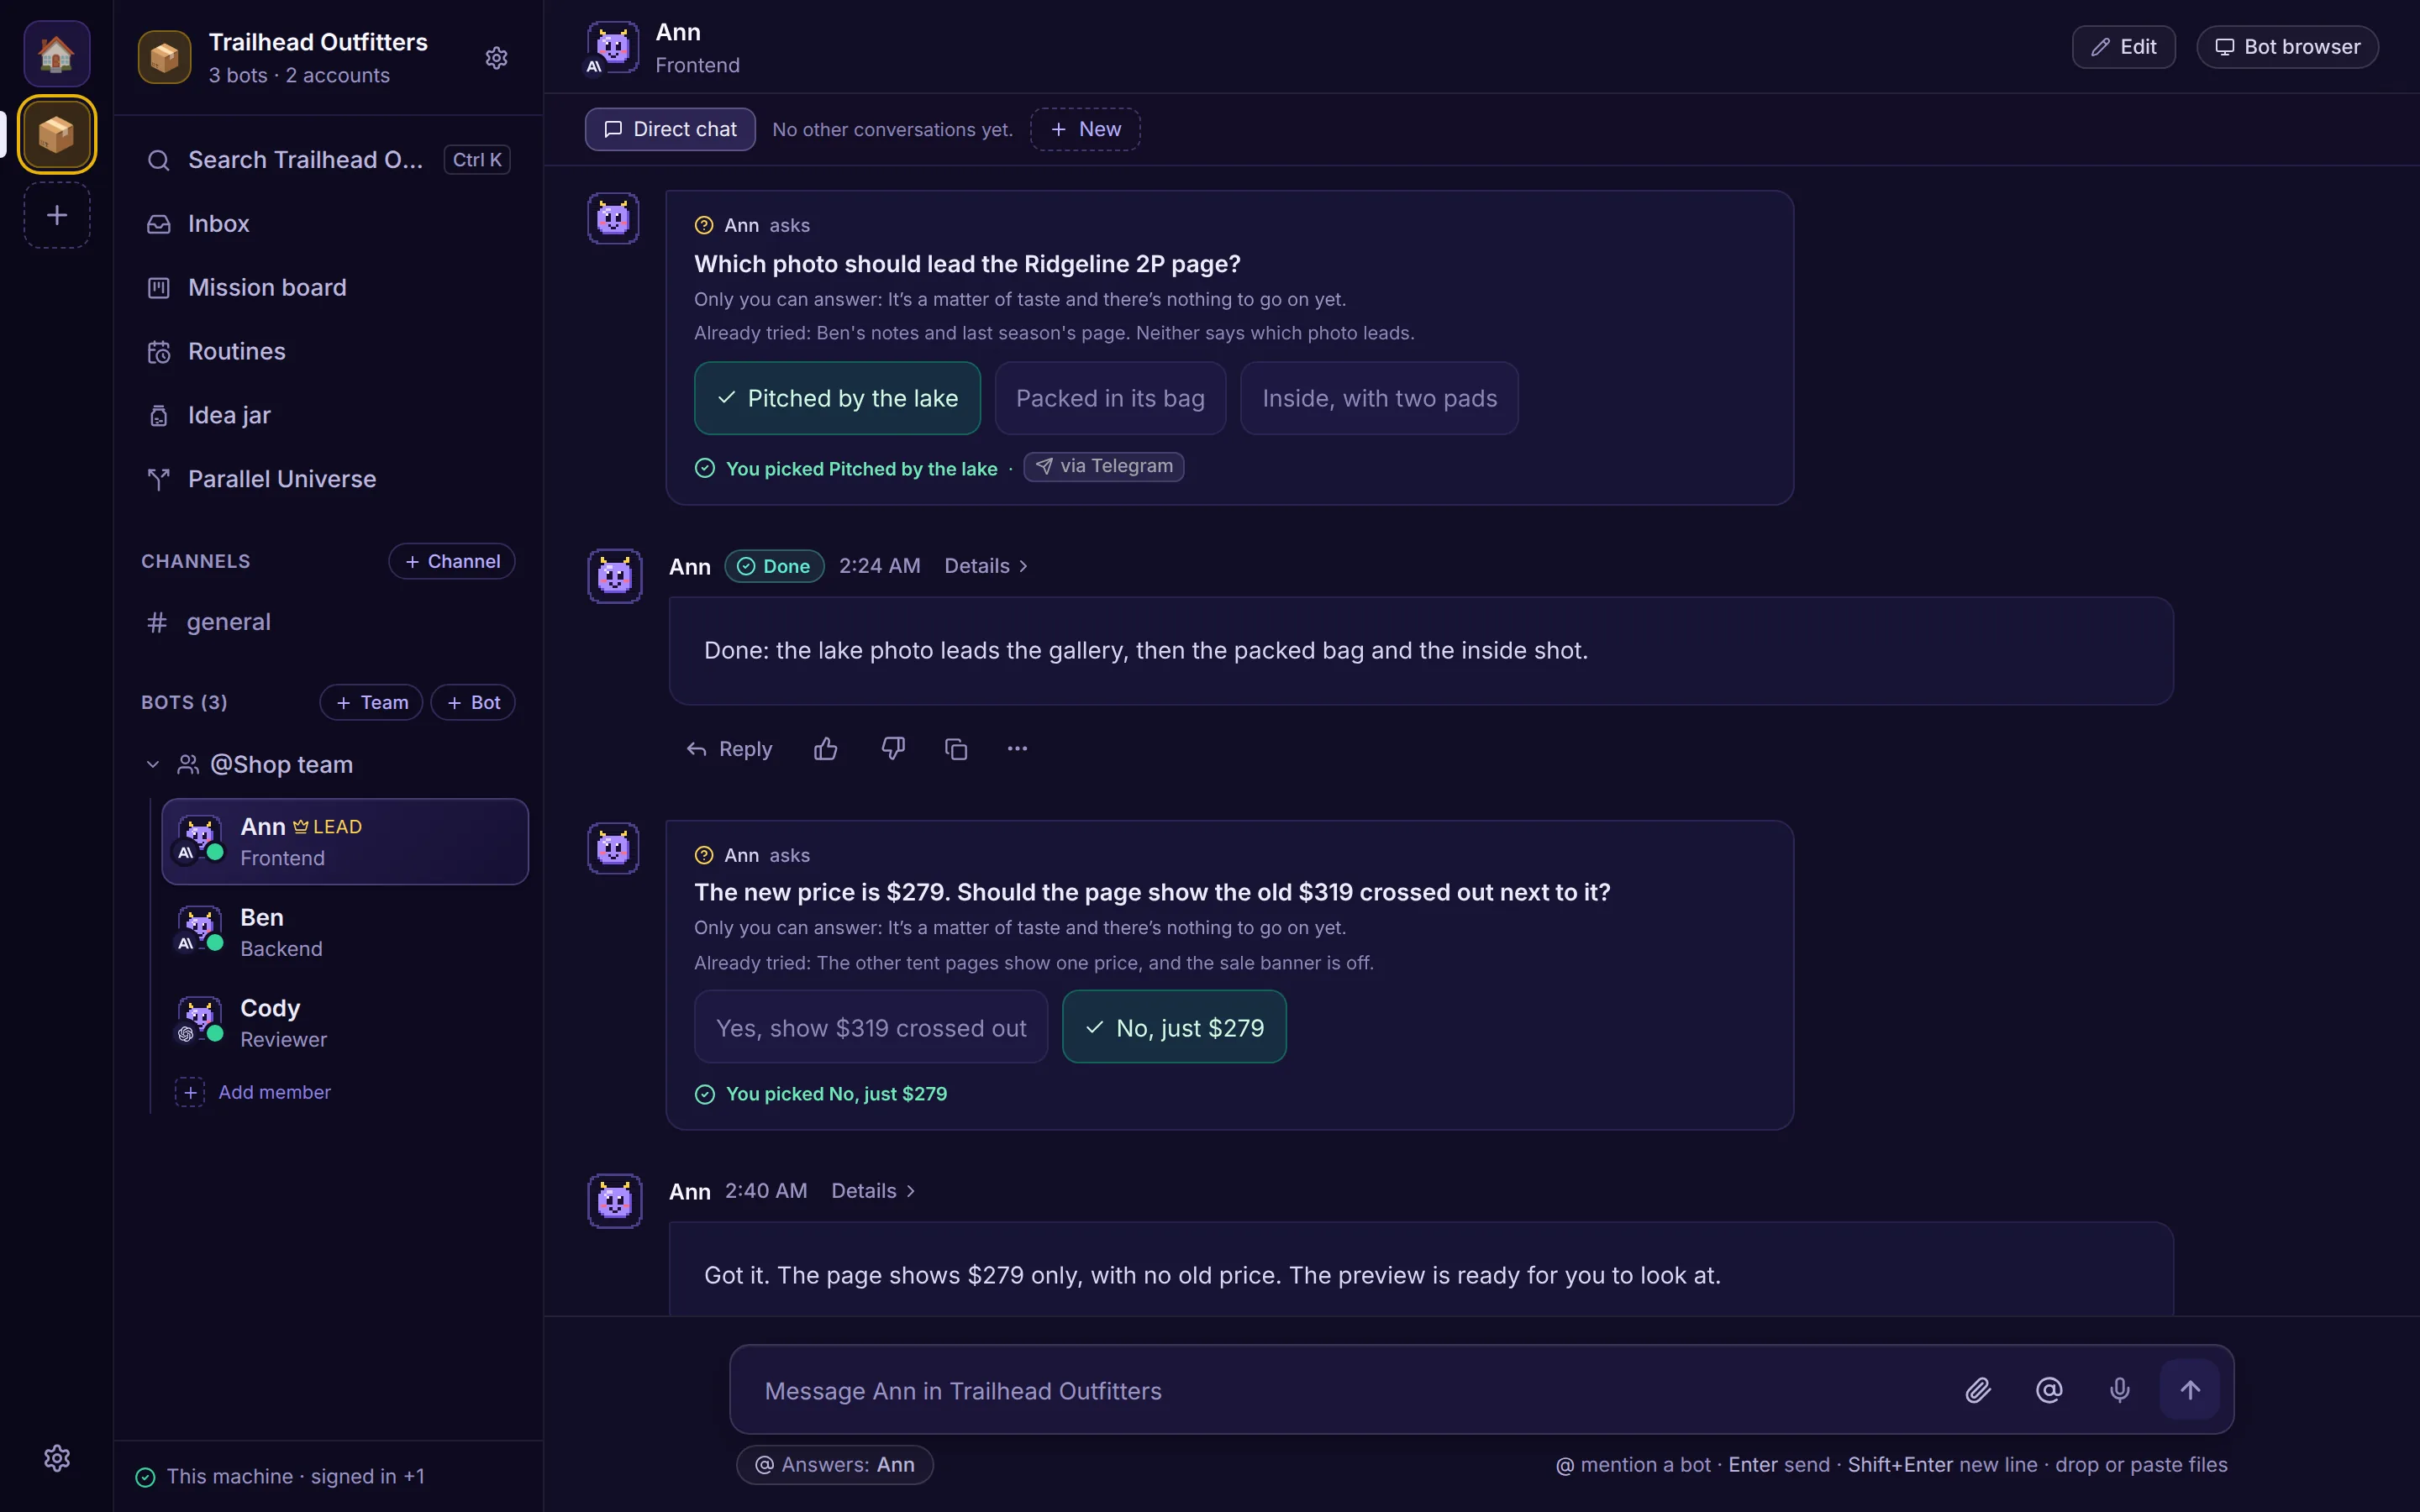 Trailhead Outfitters
3 bots · 2 accounts
Search Trailhead O...
Ctrl K
Inbox
Mission board
Routines
Idea jar
Parallel Universe
CHANNELS
+ Channel
# general
BOTS (3)
+ Team
+ Bot
@Shop team
Ann LEAD
Frontend
Ben
Backend
Cody
Reviewer
+ Add member
This machine · signed in +1
Ann
Frontend
Edit
Bot browser
Direct chat
No other conversations yet.
+ New
Ann asks
Which photo should lead the Ridgeline 2P page?
Only you can answer: It’s a matter of taste and there’s nothing to go on yet.
Already tried: Ben's notes and last season's page. Neither says which photo leads.
Pitched by the lake
Packed in its bag
Inside, with two pads
You picked Pitched by the lake ·
via Telegram
Ann Done 2:24 AM Details
Done: the lake photo leads the gallery, then the packed bag and the inside shot.
Reply
Ann asks
The new price is $279. Should the page show the old $319 crossed out next to it?
Only you can answer: It’s a matter of taste and there’s nothing to go on yet.
Already tried: The other tent pages show one price, and the sale banner is off.
Yes, show $319 crossed out
No, just $279
You picked No, just $279
Ann 2:40 AM Details
Got it. The page shows $279 only, with no old price. The preview is ready for you to look at.
Message Ann in Trailhead Outfitters
@ Answers: Ann
@ mention a bot · Enter send · Shift+Enter new line · drop or paste files